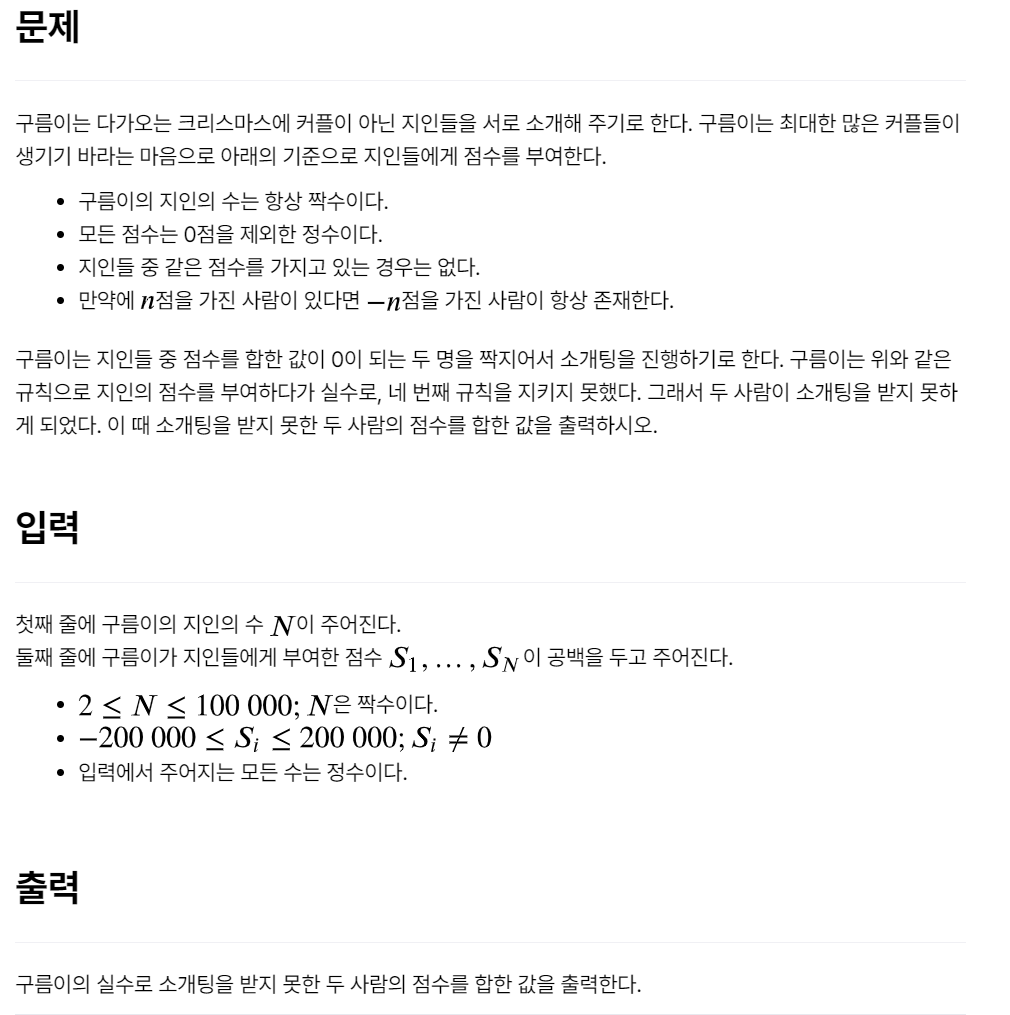 문제
구름이는 다가오는 크리스마스에 커플이 아닌 지인들을 서로 소개해 주기로 한다. 구름이는 최대한 많은 커플들이
생기기 바라는 마음으로 아래의 기준으로 지인들에게 점수를 부여한다.
• 구름이의 지인의 수는 항상 짝수이다.
• 모든 점수는 0점을 제외한 정수이다.
• 지인들 중 같은 점수를 가지고 있는 경우는 없다.
• 만약에 n점을 가진 사람이 있다면 −n점을 가진 사람이 항상 존재한다.
구름이는 지인들 중 점수를 합한 값이 0이 되는 두 명을 짝지어서 소개팅을 진행하기로 한다. 구름이는 위와 같은
규칙으로 지인의 점수를 부여하다가 실수로, 네 번째 규칙을 지키지 못했다. 그래서 두 사람이 소개팅을 받지 못하
게 되었다. 이 때 소개팅을 받지 못한 두 사람의 점수를 합한 값을 출력하시오.
입력
첫째 줄에 구름이의 지인의 수 N이 주어진다.
둘째 줄에 구름이가 지인들에게 부여한 점수 S₁, … , S_N 이 공백을 두고 주어진다.
• 2 ≤ N ≤ 100 000; N은 짝수이다.
• −200 000 ≤ Sᵢ ≤ 200 000; Sᵢ ≠ 0
• 입력에서 주어지는 모든 수는 정수이다.
출력
구름이의 실수로 소개팅을 받지 못한 두 사람의 점수를 합한 값을 출력한다.